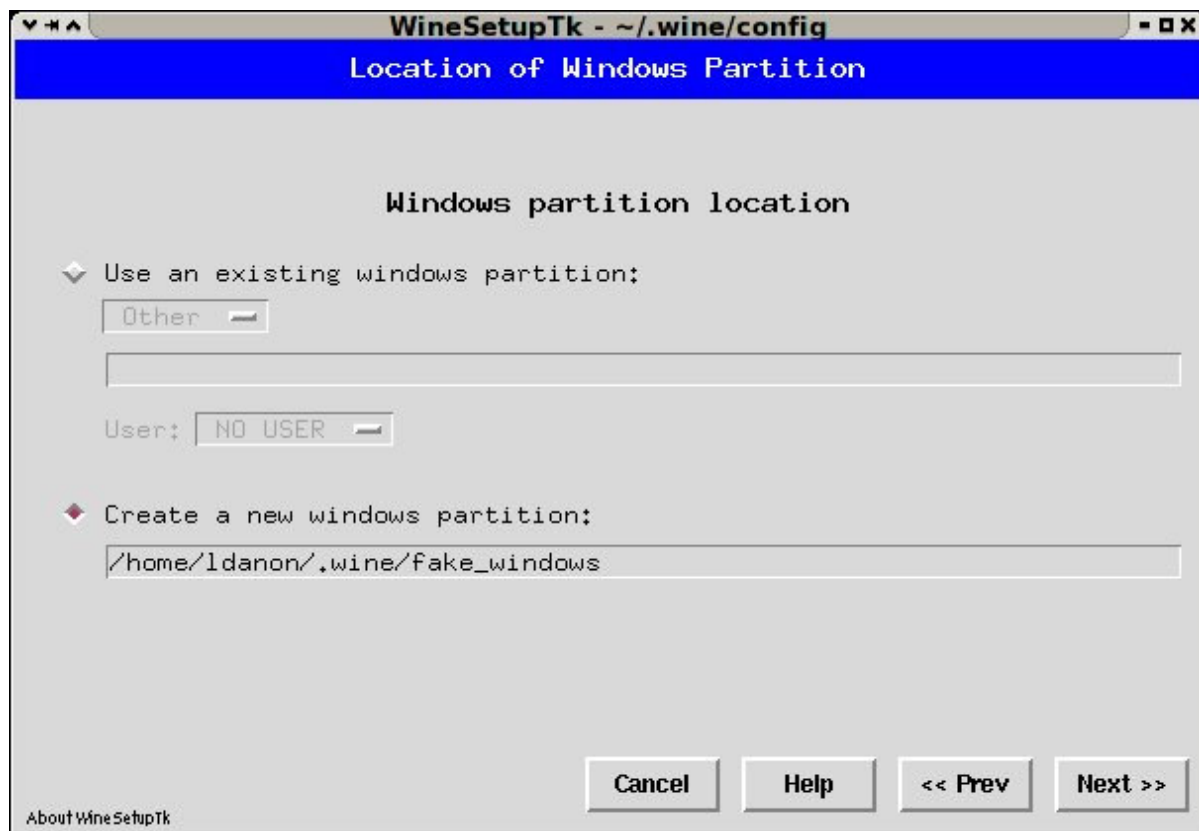 WineSetupTk - ~/.wine/config
Location of Windows Partition
Windows partition location
Use an existing windows partition:
Other
User: NO USER
Create a new windows partition:
/home/ldanon/.wine/fake_windows
Cancel Help << Prev Next >>
About WineSetupTk